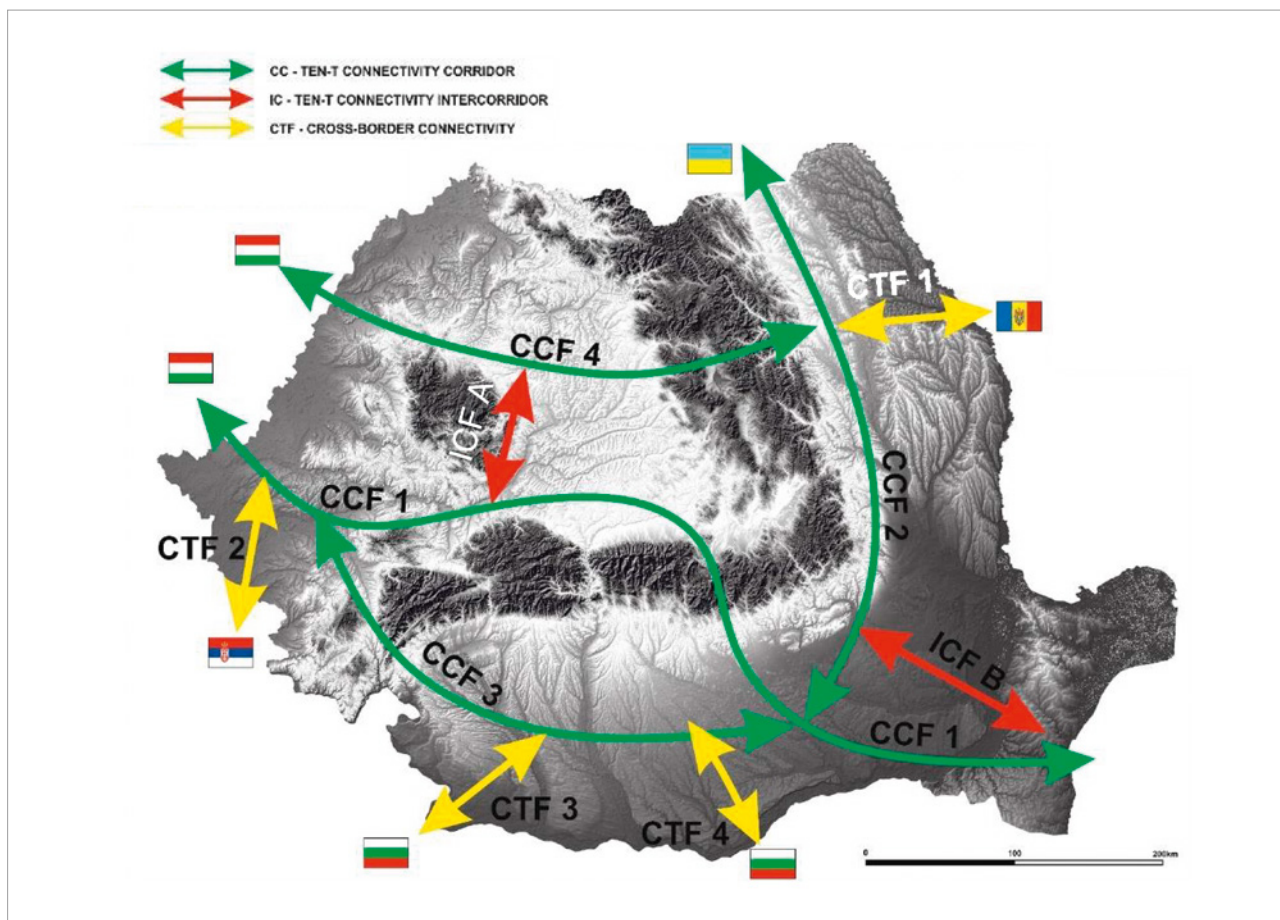 CC - TEN-T CONNECTIVITY CORRIDOR
IC - TEN-T CONNECTIVITY INTERCORRIDOR
CTF - CROSS-BORDER CONNECTIVITY
CTF 1
CCF 4
ICF A
CCF 1
CCF 2
CTF 2
CCF 3
ICF B
CCF 1
CTF 3
CTF 4
0 100 200km